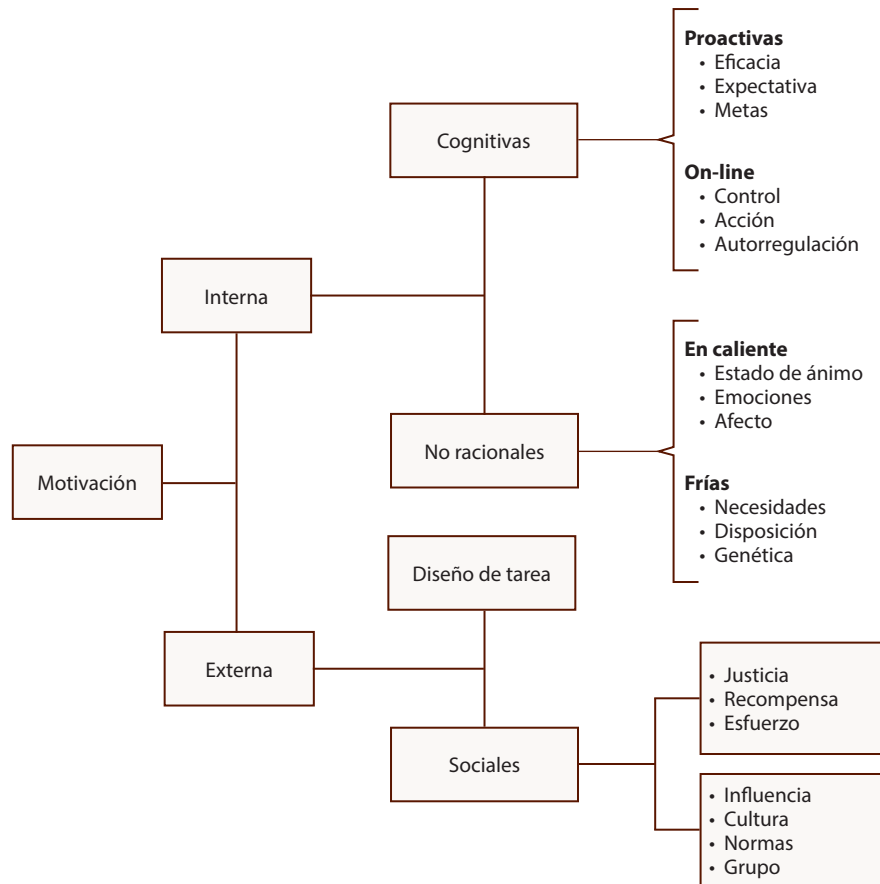 Proactivas
• Eficacia
• Expectativa
• Metas
Cognitivas
On-line
• Control
• Acción
• Autorregulación
Interna
En caliente
• Estado de ánimo
• Emociones
• Afecto
No racionales
Frías
• Necesidades
• Disposición
• Genética
Motivación
Diseño de tarea
Externa
• Justicia
• Recompensa
• Esfuerzo
Sociales
• Influencia
• Cultura
• Normas
• Grupo